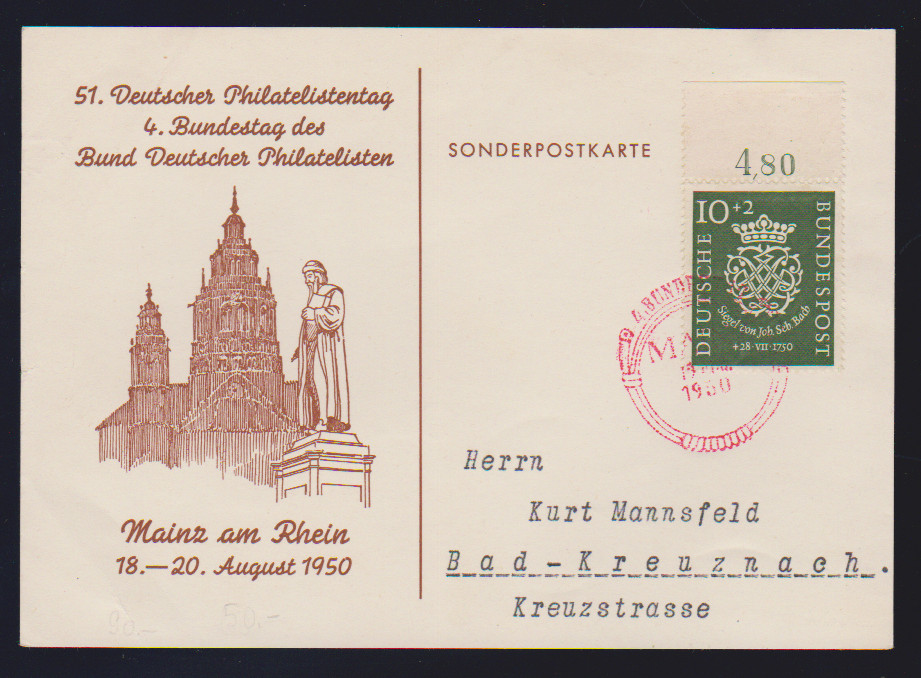 51. Deutscher Philatelistentag
4. Bundestag des
Bund Deutscher Philatelisten
Mainz am Rhein
18.—20. August 1950
90.— 50.—
SONDERPOSTKARTE
4,80
10+2
DEUTSCHE
BUNDESPOST
Siegel von Joh. Seb. Bach
+28·VII·1750
1950
Herrn
Kurt Mannsfeld
Bad-Kreuznach.
Kreuzstrasse